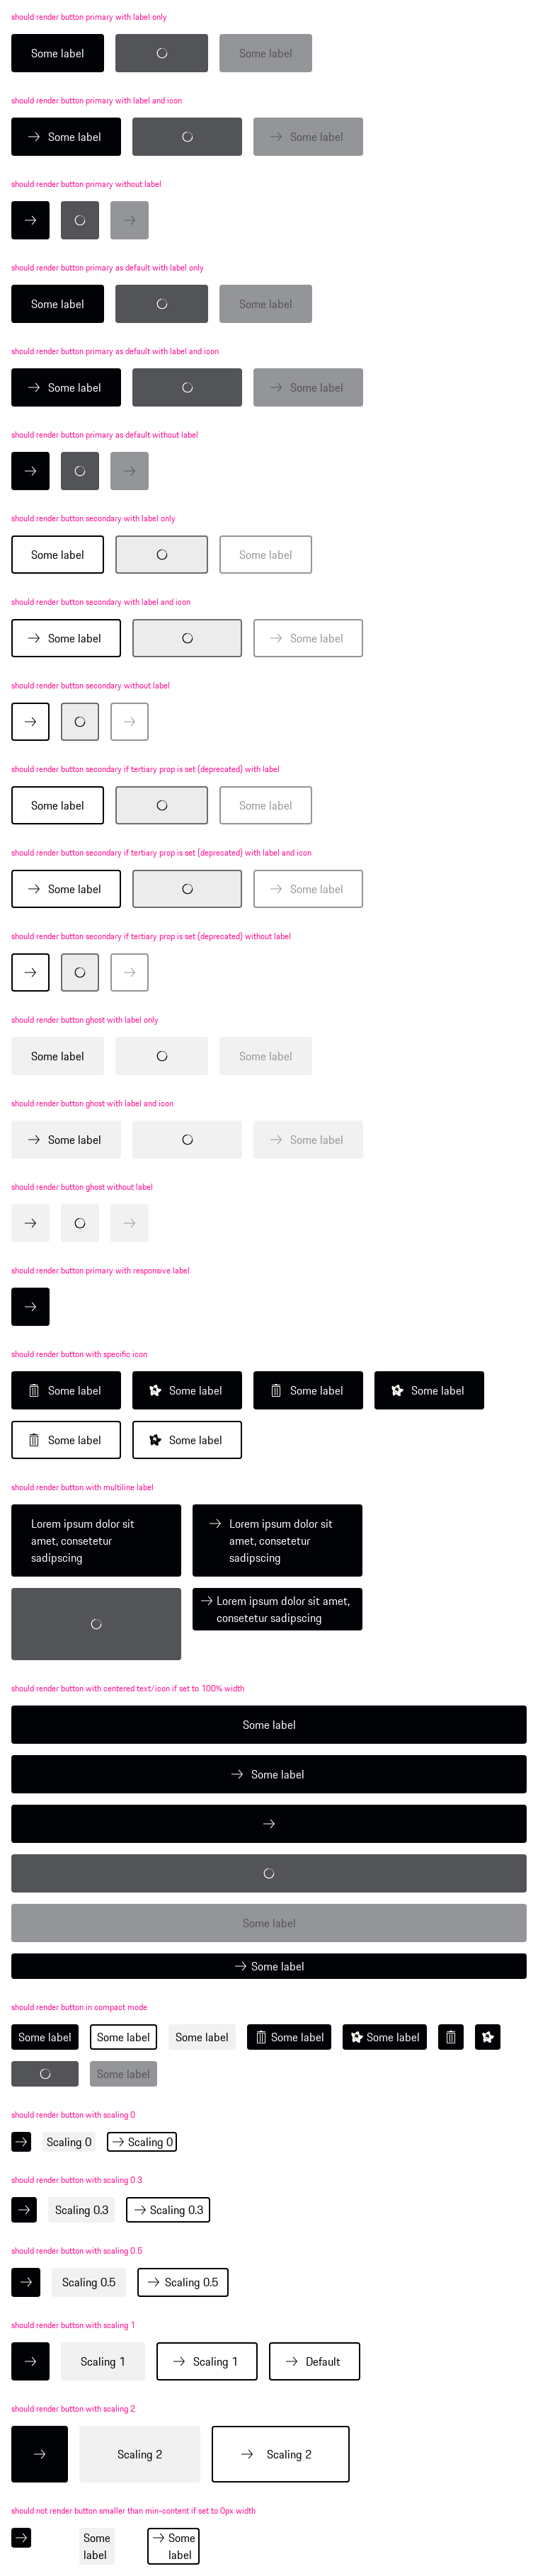 should render button primary with label only
Some label Some label
should render button primary with label and icon
Some label Some label
should render button primary without label
should render button primary as default with label only
Some label Some label
should render button primary as default with label and icon
Some label Some label
should render button primary as default without label
should render button secondary with label only
Some label Some label
should render button secondary with label and icon
Some label Some label
should render button secondary without label
should render button secondary if tertiary prop is set (deprecated) with label
Some label Some label
should render button secondary if tertiary prop is set (deprecated) with label and icon
Some label Some label
should render button secondary if tertiary prop is set (deprecated) without label
should render button ghost with label only
Some label Some label
should render button ghost with label and icon
Some label Some label
should render button ghost without label
should render button primary with responsive label
should render button with specific icon
Some label Some label Some label Some label
Some label Some label
should render button with multiline label
Lorem ipsum dolor sit
amet, consetetur
sadipscing
Lorem ipsum dolor sit
amet, consetetur
sadipscing
Lorem ipsum dolor sit amet,
consetetur sadipscing
should render button with centered text/icon if set to 100% width
Some label
Some label
Some label
Some label
should render button in compact mode
Some label Some label Some label Some label Some label
Some label
should render button with scaling 0
Scaling 0 Scaling 0
should render button with scaling 0.3
Scaling 0.3 Scaling 0.3
should render button with scaling 0.5
Scaling 0.5 Scaling 0.5
should render button with scaling 1
Scaling 1 Scaling 1 Default
should render button with scaling 2
Scaling 2 Scaling 2
should not render button smaller than min-content if set to 0px width
Some
label
Some
label